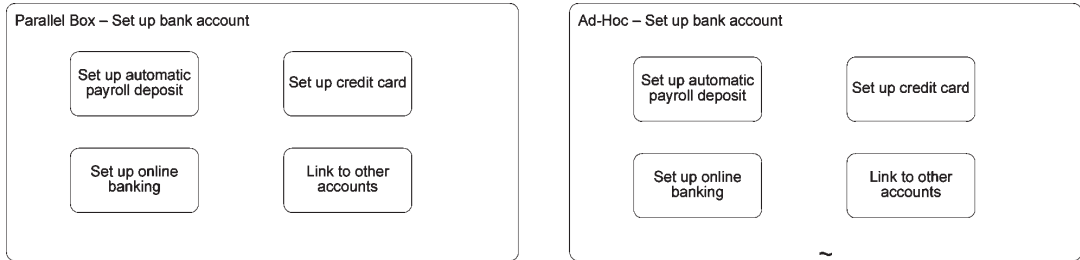 Parallel Box – Set up bank account
Set up automatic
payroll deposit
Set up credit card
Set up online
banking
Link to other
accounts
Ad-Hoc – Set up bank account
Set up automatic
payroll deposit
Set up credit card
Set up online
banking
Link to other
accounts
~